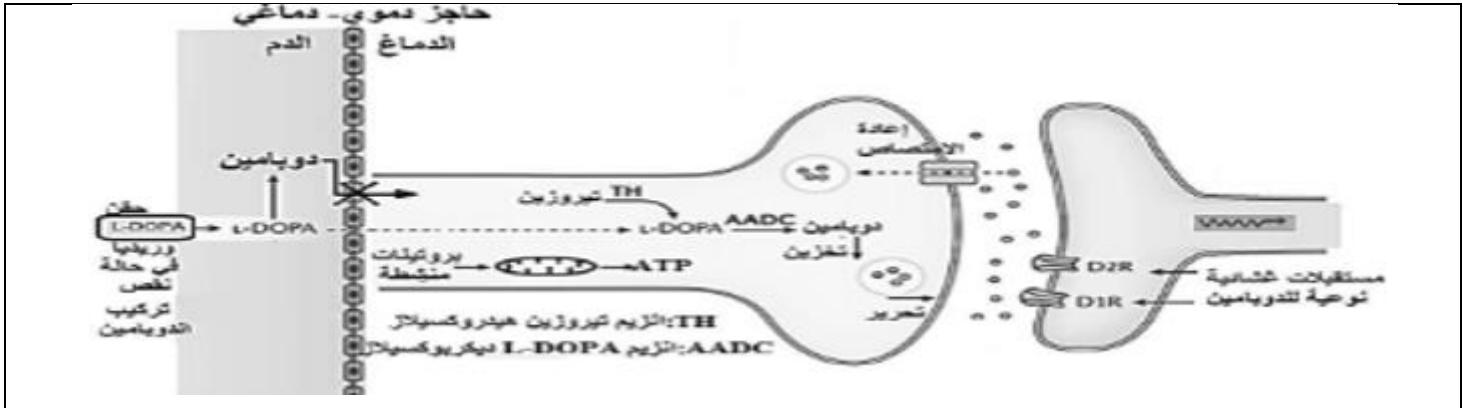 حاجز دموي- دماغي
الدم
الدماغ
دوبامين
حقن
L-DOPA
وريديا
في حالة
نقص
تركيب
الدوبامين
L-DOPA
تيروزين
TH
L-DOPA
AADC
دوبامين
تخزين
تحرير
إعادة
الامتصاص
بروتينات
منشطة
ATP
D2R
D1R
مستقبلات غشائية
نوعية للدوبامين
TH:انزيم تيروزين هيدروكسيلاز
AADC:انزيم L-DOPA ديكربوكسيلاز